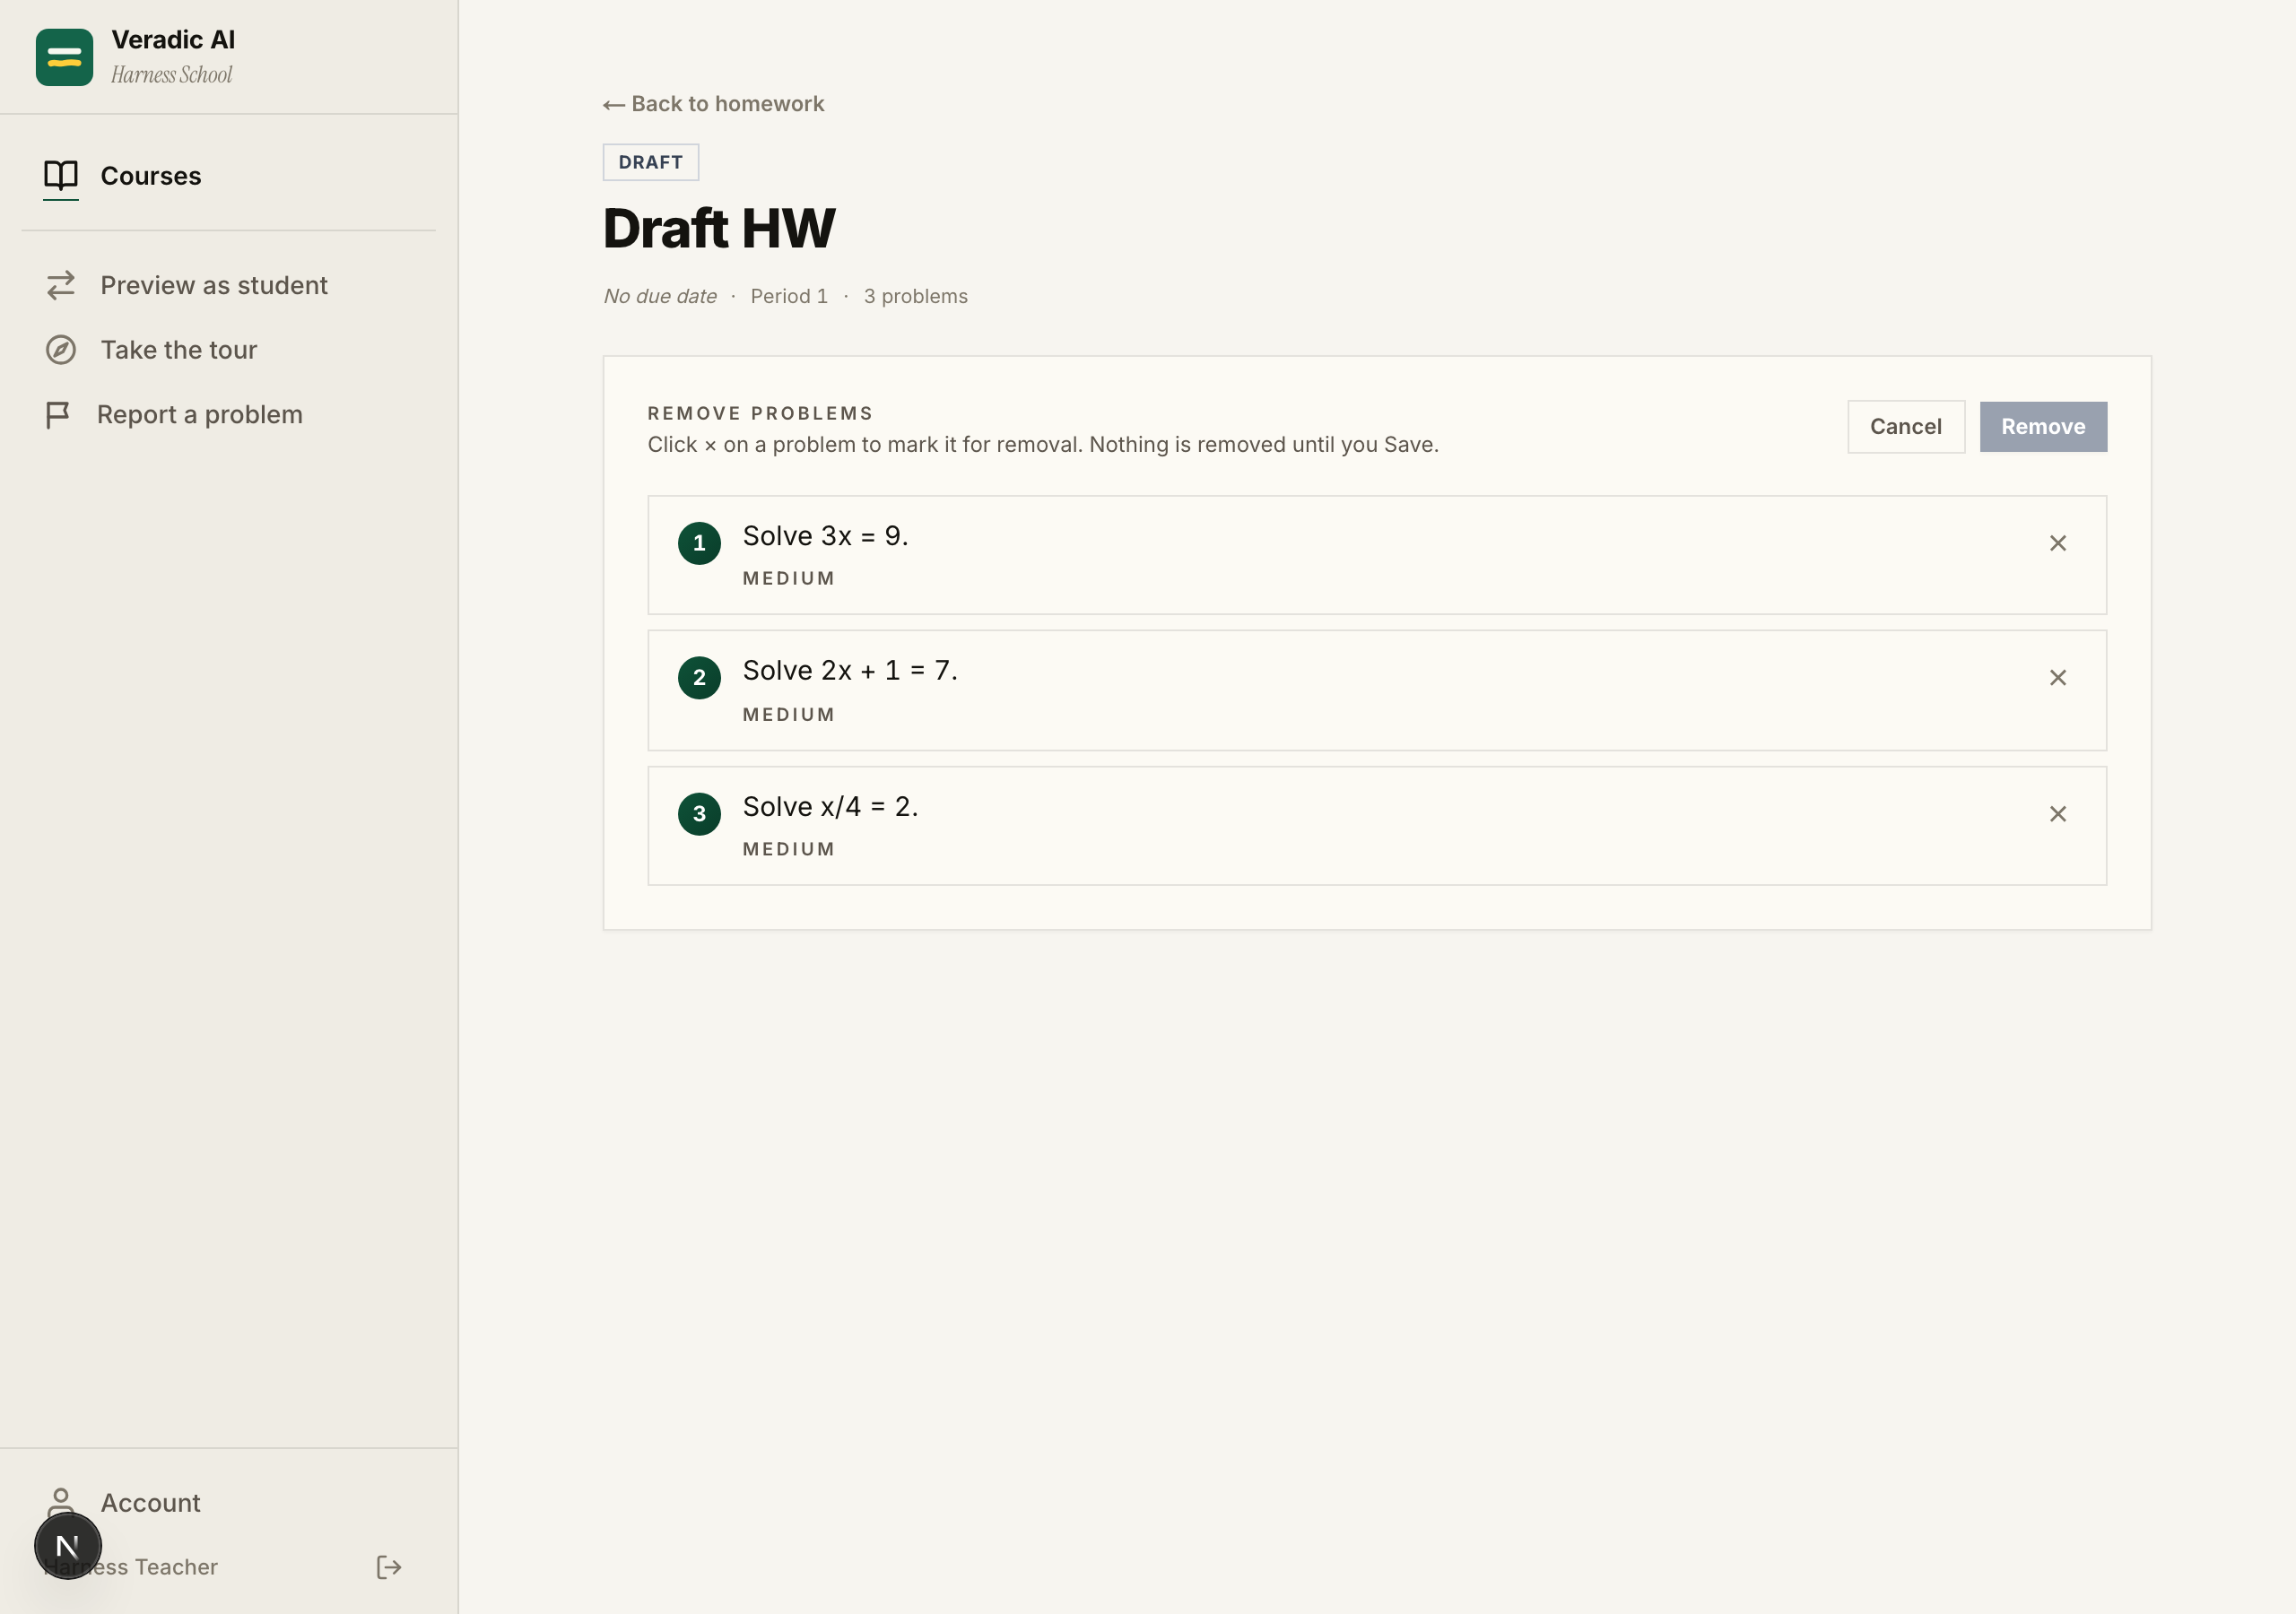 Veradic AI
Harness School
Courses
Preview as student
Take the tour
Report a problem
Account
N
Harness Teacher
← Back to homework
DRAFT
Draft HW
No due date · Period 1 · 3 problems
REMOVE PROBLEMS
Click × on a problem to mark it for removal. Nothing is removed until you Save.
Cancel
Remove
1 Solve 3x = 9. ×
MEDIUM
2 Solve 2x + 1 = 7. ×
MEDIUM
3 Solve x/4 = 2. ×
MEDIUM